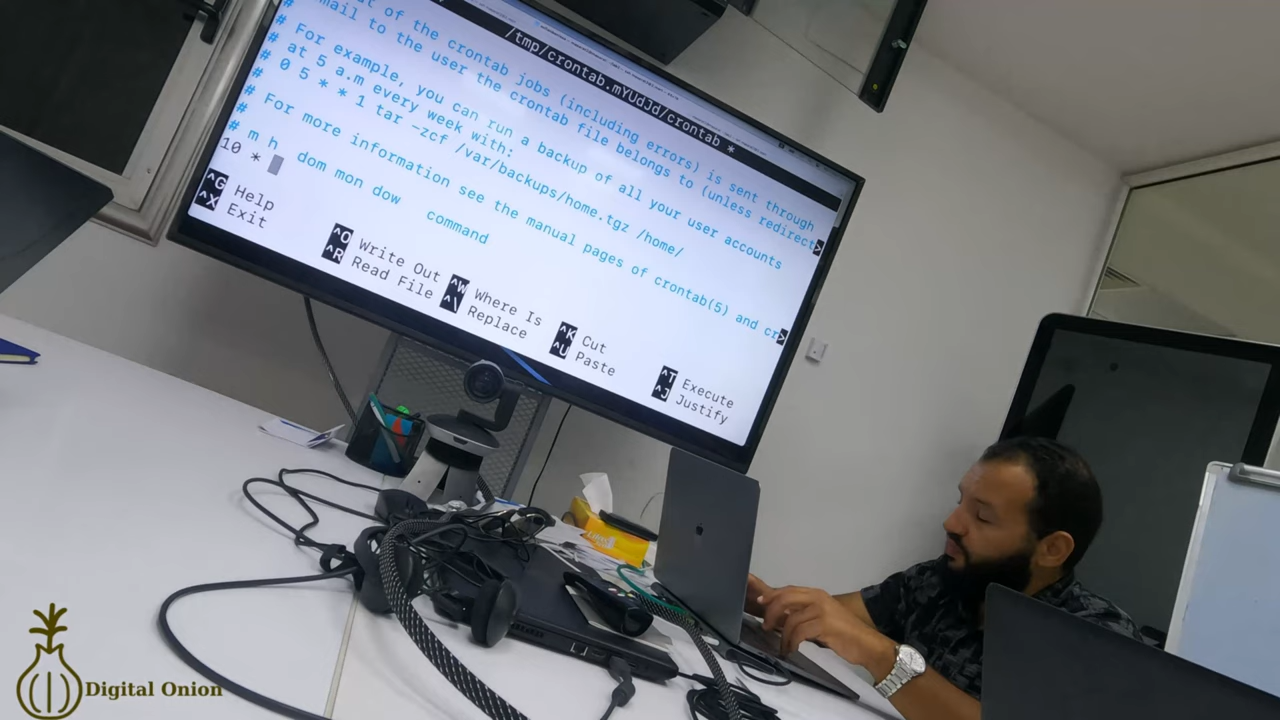 /tmp/crontab.mYUdJd/crontab *
of the crontab jobs (including errors) is sent through
# mail to the user the crontab file belongs to (unless redirect>
#
# For example, you can run a backup of all your user accounts
# at 5 a.m every week with:
# 0 5 * * 1 tar -zcf /var/backups/home.tgz /home/
#
# For more information see the manual pages of crontab(5) and cr>
#
# m h dom mon dow command
10 *
^G Help
^X Exit
^O Write Out
^R Read File
^W Where Is
^\ Replace
^K Cut
^U Paste
^T Execute
^J Justify
Digital Onion